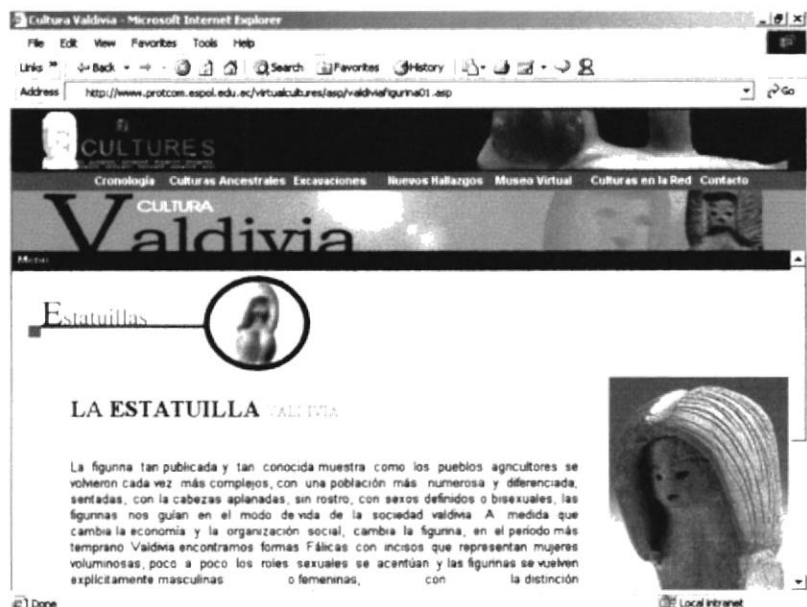 Cultura Valdivia - Microsoft Internet Explorer
File Edit View Favorites Tools Help
Links » Back Search Favorites History
Address http://www.protcom.espol.edu.ec/virtualcultures/asp/valdiviafigurina01.asp Go
CULTURES
Cronología Culturas Ancestrales Excavaciones Nuevos Hallazgos Museo Virtual Culturas en la Red Contacto
CULTURA
Valdivia
Menu
Estatuillas
LA ESTATUILLA VALDIVIA
La figurina tan publicada y tan conocida muestra como los pueblos agricultores se
volvieron cada vez más complejos, con una población más numerosa y diferenciada,
sentadas, con la cabezas aplanadas, sin rostro, con sexos definidos o bisexuales, las
figurinas nos guían en el modo de vida de la sociedad valdivia A medida que
cambia la economía y la organización social, cambia la figurina, en el periodo más
temprano Valdivia encontramos formas Fálicas con incisos que representan mujeres
voluminosas, poco a poco los roles sexuales se acentúan y las figurinas se vuelven
explícitamente masculinas o femeninas, con la distinción
Done Local intranet